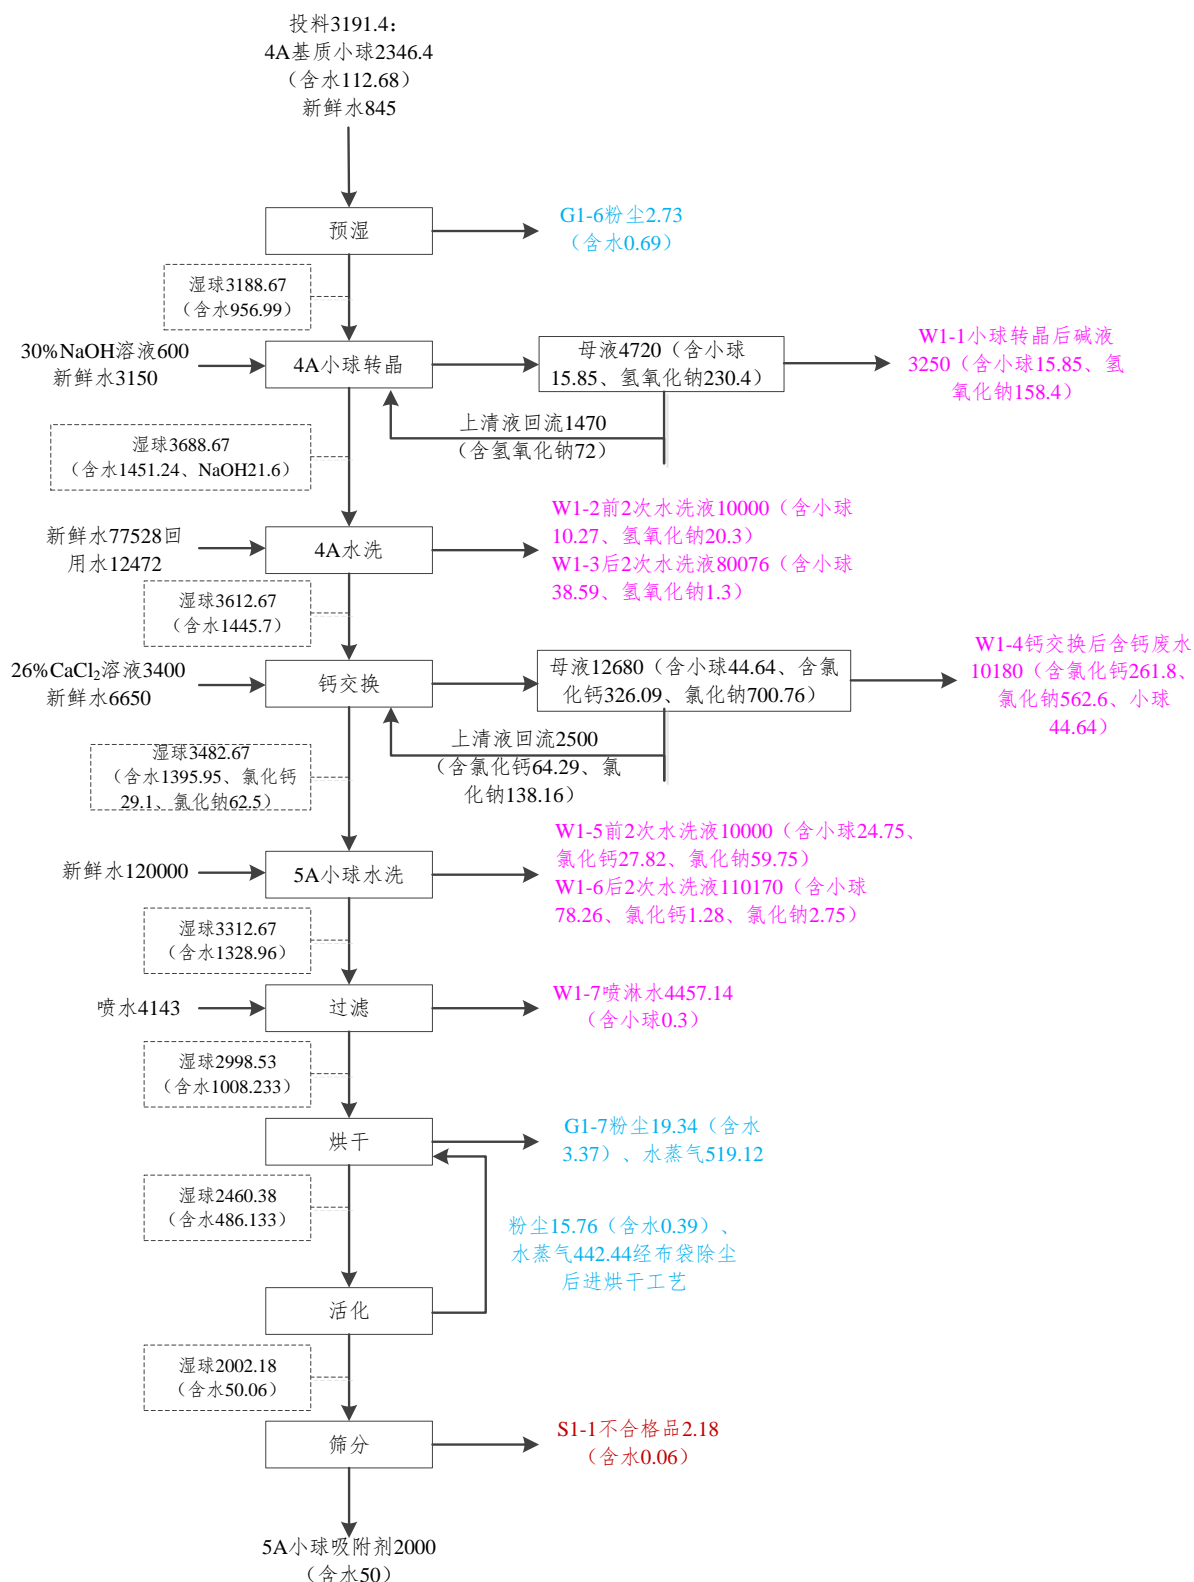 投料3191.4：
4A基质小球2346.4
（含水112.68）
新鲜水845
预湿
G1-6粉尘2.73
（含水0.69）
湿球3188.67
（含水956.99）
30%NaOH溶液600
新鲜水3150
4A小球转晶
母液4720（含小球
15.85、氢氧化钠230.4）
W1-1小球转晶后碱液
3250（含小球15.85、氢
氧化钠158.4）
上清液回流1470
（含氢氧化钠72）
湿球3688.67
（含水1451.24、NaOH21.6）
新鲜水77528回
用水12472
4A水洗
W1-2前2次水洗液10000（含小球
10.27、氢氧化钠20.3）
W1-3后2次水洗液80076（含小球
38.59、氢氧化钠1.3）
湿球3612.67
（含水1445.7）
26%CaCl₂溶液3400
新鲜水6650
钙交换
母液12680（含小球44.64、含氯
化钙326.09、氯化钠700.76）
W1-4钙交换后含钙废水
10180（含氯化钙261.8、
氯化钠562.6、小球
44.64）
上清液回流2500
（含氯化钙64.29、氯
化钠138.16）
湿球3482.67
（含水1395.95、氯化钙
29.1、氯化钠62.5）
新鲜水120000
5A小球水洗
W1-5前2次水洗液10000（含小球24.75、
氯化钙27.82、氯化钠59.75）
W1-6后2次水洗液110170（含小球
78.26、氯化钙1.28、氯化钠2.75）
湿球3312.67
（含水1328.96）
喷水4143
过滤
W1-7喷淋水4457.14
（含小球0.3）
湿球2998.53
（含水1008.233）
烘干
G1-7粉尘19.34（含水
3.37）、水蒸气519.12
湿球2460.38
（含水486.133）
粉尘15.76（含水0.39）、
水蒸气442.44经布袋除尘
后进烘干工艺
活化
湿球2002.18
（含水50.06）
筛分
S1-1不合格品2.18
（含水0.06）
5A小球吸附剂2000
（含水50）